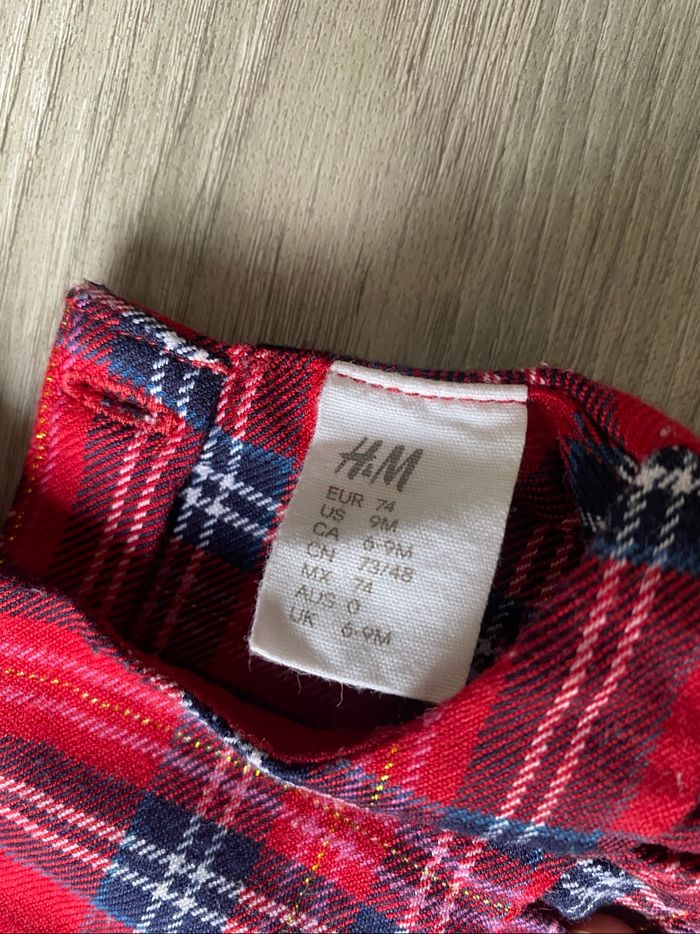 H&M
EUR 74
US 9M
CA 6-9M
CN 73/48
MX 74
AUS 0
UK 6-9M